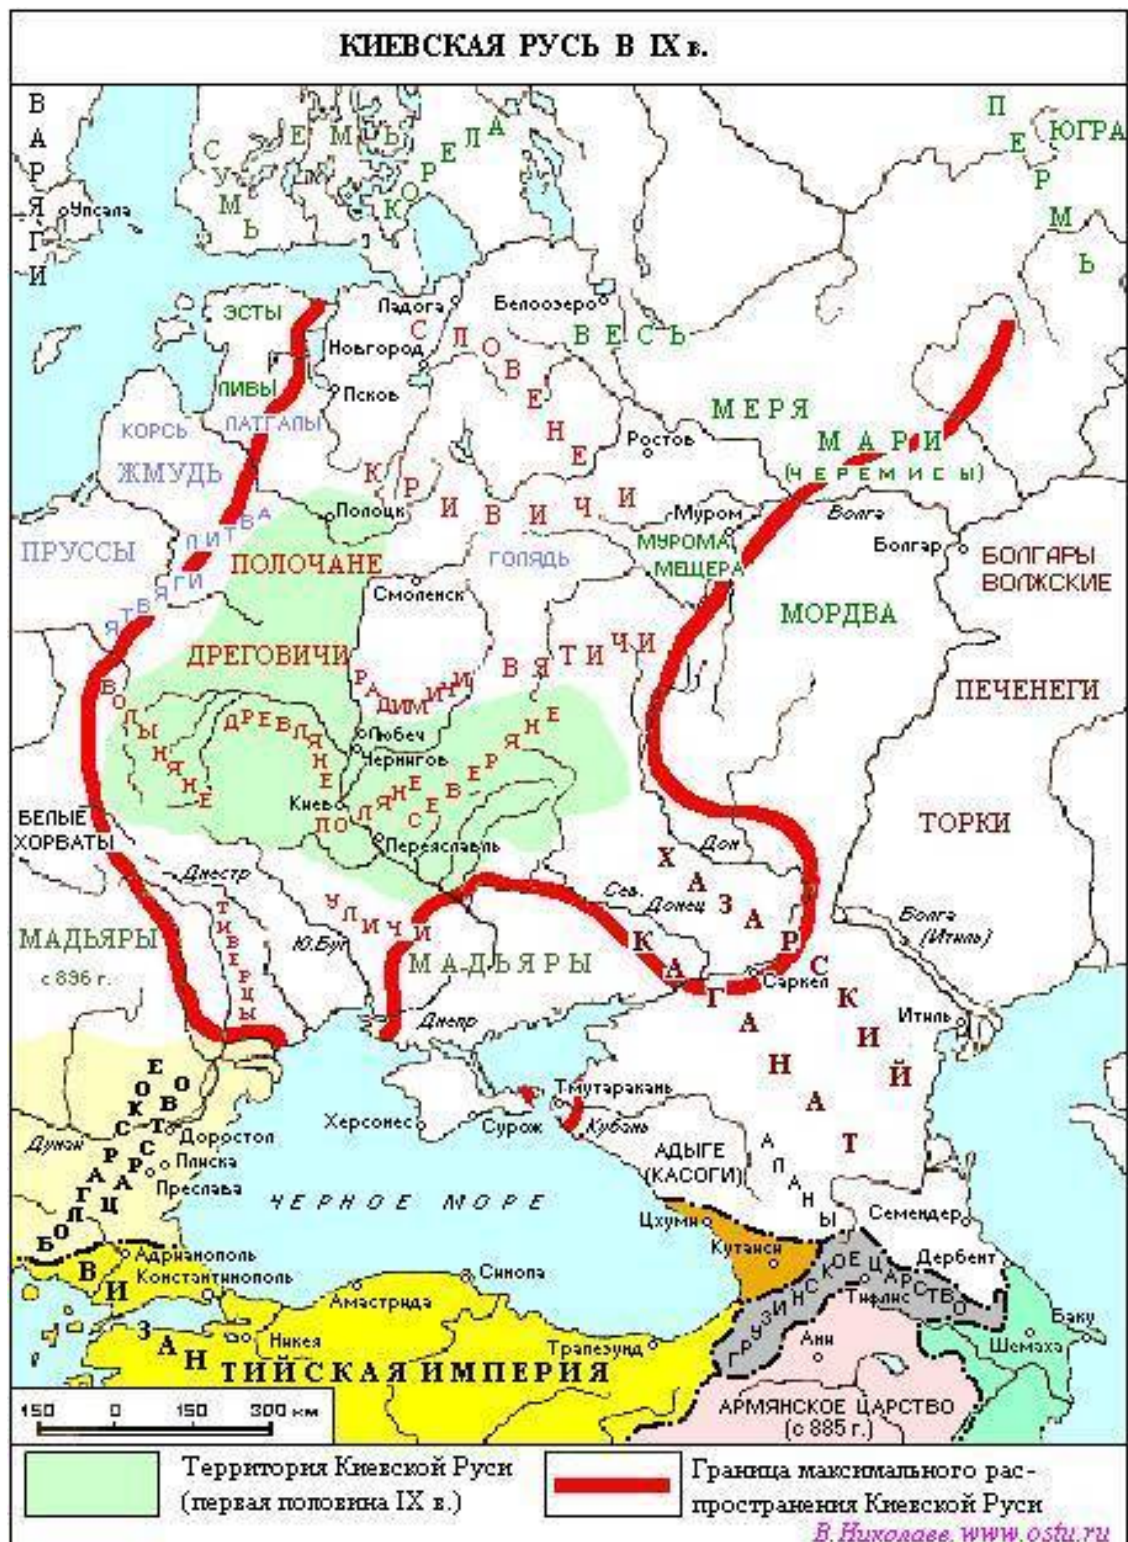 КИЕВСКАЯ РУСЬ В IX в.
ВАРЯГИ
Упсала
СУМЬ
ЕМЬ
КОРЕЛА
ПЕРМЬ
ЮГРА
ЭСТЫ
Ладога
Белоозеро
СЛОВЕНЕ
ВЕСЬ
Новгород
ЛИВЫ
Псков
ЛАТГАЛЫ
КОРСЬ
ЖМУДЬ
МЕРЯ
МАРИ
(ЧЕРЕМИСЫ)
Ростов
КРИВИЧИ
Полоцк
Муром
Волга
Болгар
ЛИТВА
ПРУССЫ
ПОЛОЧАНЕ
ГОЛЯДЬ
МУРОМА
МЕЩЕРА
БОЛГАРЫ
ВОЛЖСКИЕ
ЯТВЯГИ
Смоленск
МОРДВА
ДРЕГОВИЧИ
ВЯТИЧИ
РАДИМИЧИ
ПЕЧЕНЕГИ
ВОЛЫНЯНЕ
ДРЕВЛЯНЕ
Любеч
Чернигов
СЕВЕРЯНЕ
Киев
ПОЛЯНЕ
Переяславль
БЕЛЫЕ
ХОРВАТЫ
ТОРКИ
Днестр
Дон
ХАЗАРСКИЙ
КАГАНАТ
Сев.
Донец
УЛИЧИ
ТИВЕРЦЫ
Ю.Буг
МАДЬЯРЫ
с 896 г.
МАДЬЯРЫ
Волга
(Итиль)
Саркел
Днепр
Итиль
Тмутаракань
Херсонес
Сурож
Кубань
БОЛГАРСКОЕ
ЦАРСТВО
Дунай
Доростол
Плиска
Преслава
АДЫГЕ
(КАСОГИ)
АЛАНЫ
ЧЕРНОЕ МОРЕ
Цхуми
Семендер
Кутаиси
Дербент
Адрианополь
Константинополь
Синопа
Амастрида
ГРУЗИНСКОЕ ЦАРСТВО
Тифлис
Баку
Шемаха
Никея
Трапезунд
Ани
ВИЗАНТИЙСКАЯ ИМПЕРИЯ
АРМЯНСКОЕ ЦАРСТВО
(с 885 г.)
150 0 150 300 км
Территория Киевской Руси
(первая половина IX в.)
Граница максимального рас-
пространения Киевской Руси
В.Николаев. www.ostu.ru